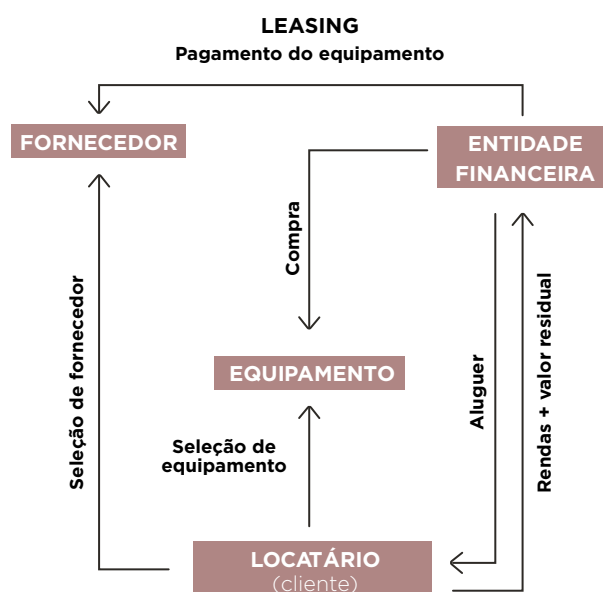 LEASING
Pagamento do equipamento
FORNECEDOR
ENTIDADE
FINANCEIRA
Compra
Seleção de fornecedor
EQUIPAMENTO
Aluguer
Rendas + valor residual
Seleção de
equipamento
LOCATÁRIO
(cliente)